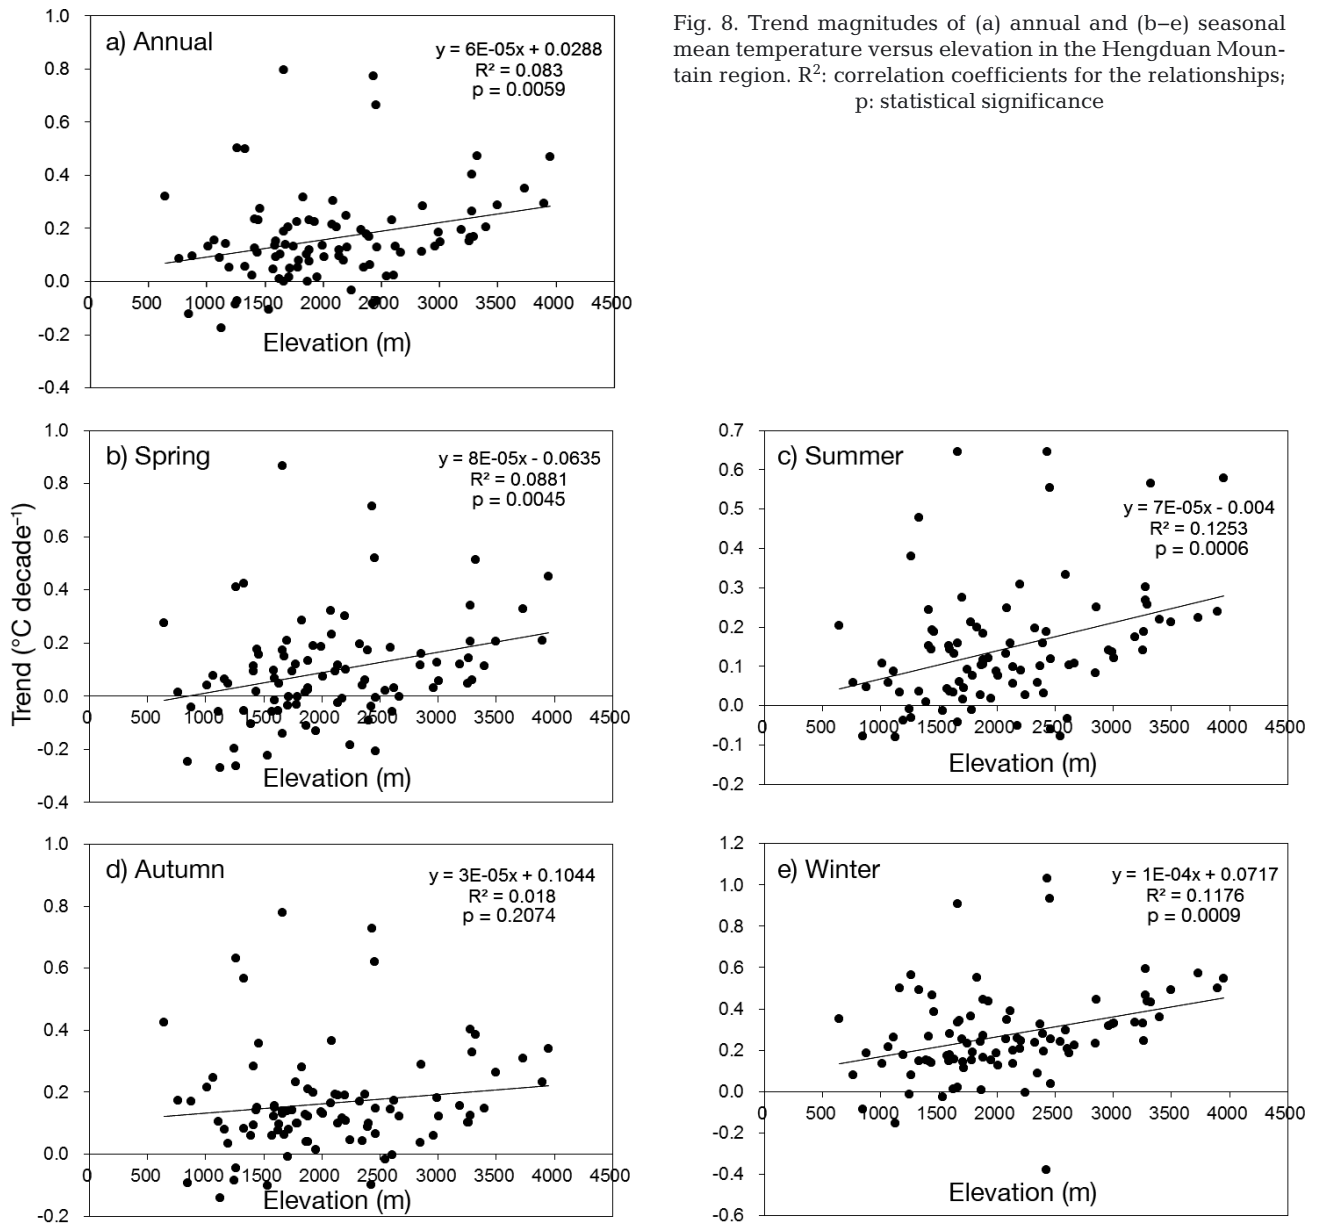 Fig. 8. Trend magnitudes of (a) annual and (b–e) seasonal
mean temperature versus elevation in the Hengduan Moun-
tain region. R²: correlation coefficients for the relationships;
p: statistical significance
a) Annual
y = 6E-05x + 0.0288
R² = 0.083
p = 0.0059
1.0
0.8
0.6
0.4
0.2
0.0
-0.2
-0.4
0 500 1000 1500 2000 2500 3000 3500 4000 4500
Elevation (m)
Trend (°C decade⁻¹)
b) Spring
y = 8E-05x - 0.0635
R² = 0.0881
p = 0.0045
1.0
0.8
0.6
0.4
0.2
0.0
-0.2
-0.4
0 500 1000 1500 2000 2500 3000 3500 4000 4500
Elevation (m)
c) Summer
y = 7E-05x - 0.004
R² = 0.1253
p = 0.0006
0.7
0.6
0.5
0.4
0.3
0.2
0.1
0.0
-0.1
-0.2
0 500 1000 1500 2000 2500 3000 3500 4000 4500
Elevation (m)
d) Autumn
y = 3E-05x + 0.1044
R² = 0.018
p = 0.2074
1.0
0.8
0.6
0.4
0.2
0.0
-0.2
0 500 1000 1500 2000 2500 3000 3500 4000 4500
Elevation (m)
e) Winter
y = 1E-04x + 0.0717
R² = 0.1176
p = 0.0009
1.2
1.0
0.8
0.6
0.4
0.2
0.0
-0.2
-0.4
-0.6
0 500 1000 1500 2000 2500 3000 3500 4000 4500
Elevation (m)